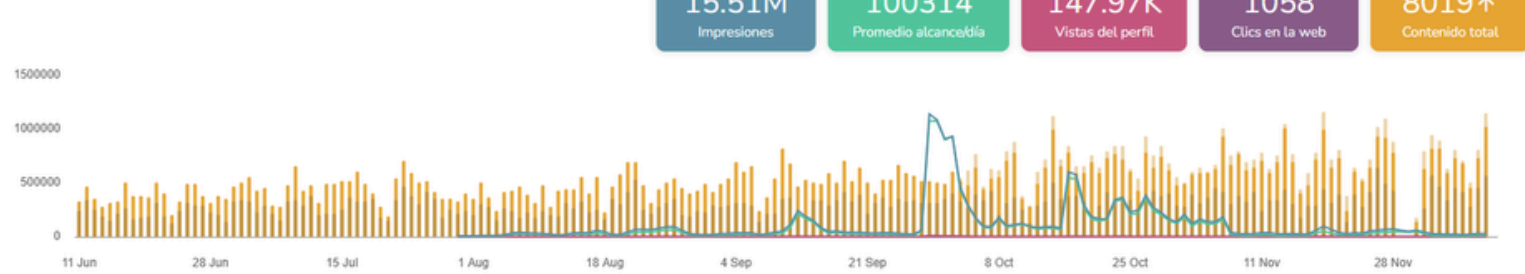 15.51M 100314 147.97K 1058 8019↑
Impresiones Promedio alcance/día Vistas del perfil Clics en la web Contenido total
1500000
1000000
500000
0
11 Jun 28 Jun 15 Jul 1 Aug 18 Aug 4 Sep 21 Sep 8 Oct 25 Oct 11 Nov 28 Nov